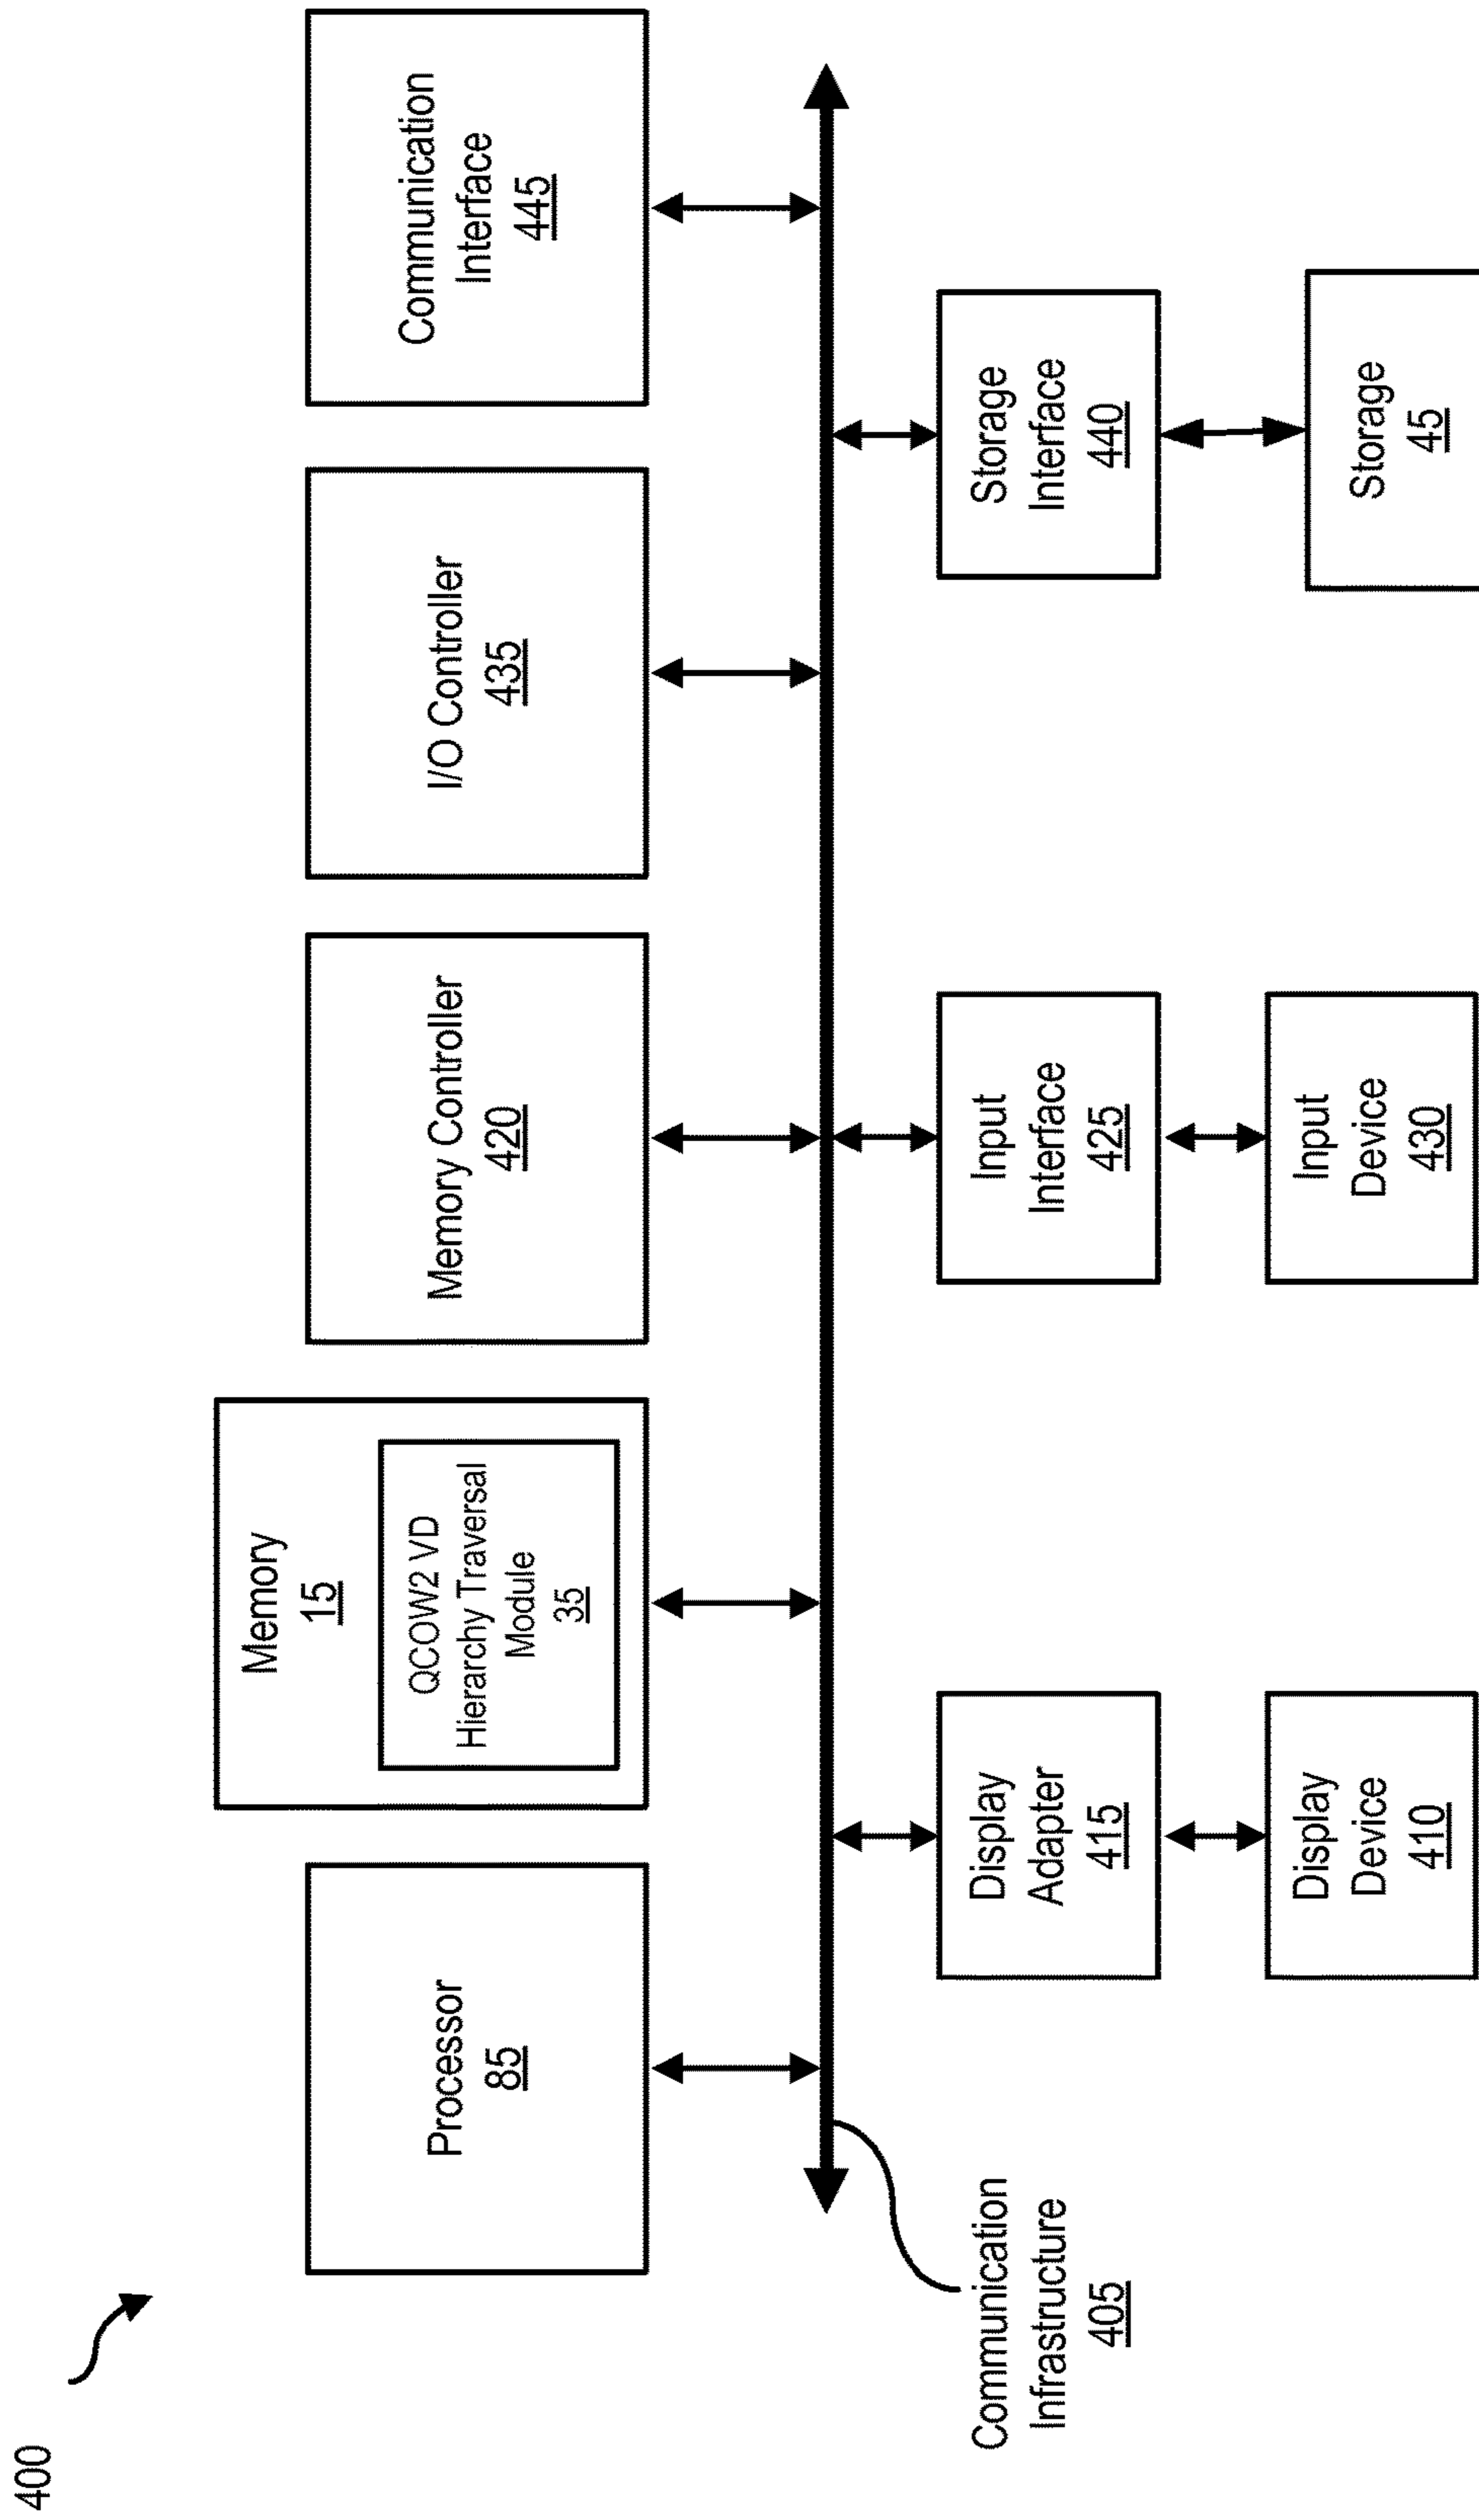 400
Processor
85
Memory
15
QCOW2 VD
Hierarchy Traversal
Module
35
Memory Controller
420
I/O Controller
435
Communication
Interface
445
Communication
Infrastructure
405
Display
Adapter
415
Input
Interface
425
Storage
Interface
440
Display
Device
410
Input
Device
430
Storage
45